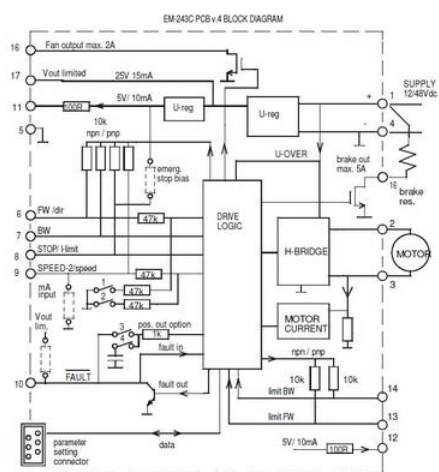 EM-243C PCB v.4 BLOCK DIAGRAM
16 Fan output max. 2A
17 Vout limited 25V 15mA + 1 SUPPLY
12/48Vdc
11 100R 5V/ 10mA U-reg U-reg
5 10k - 4
npn / pnp U-OVER
emerg.
stop bias
brake out
max. 5A
16
brake
res.
6 FW /dir 47k
DRIVE
LOGIC
7 BW H-BRIDGE 2
8 STOP/ I-limit MOTOR
9 SPEED-2/speed 47k 3
mA
input
1 47k
2 47k
MOTOR
CURRENT
Vout
lim.
3 pos. out option
4 1k
fault in npn / pnp
10k 10k
10 FAULT fault out limit BW 14
limit FW 13
parameter
setting
connector
data 5V/ 10mA 100R 12